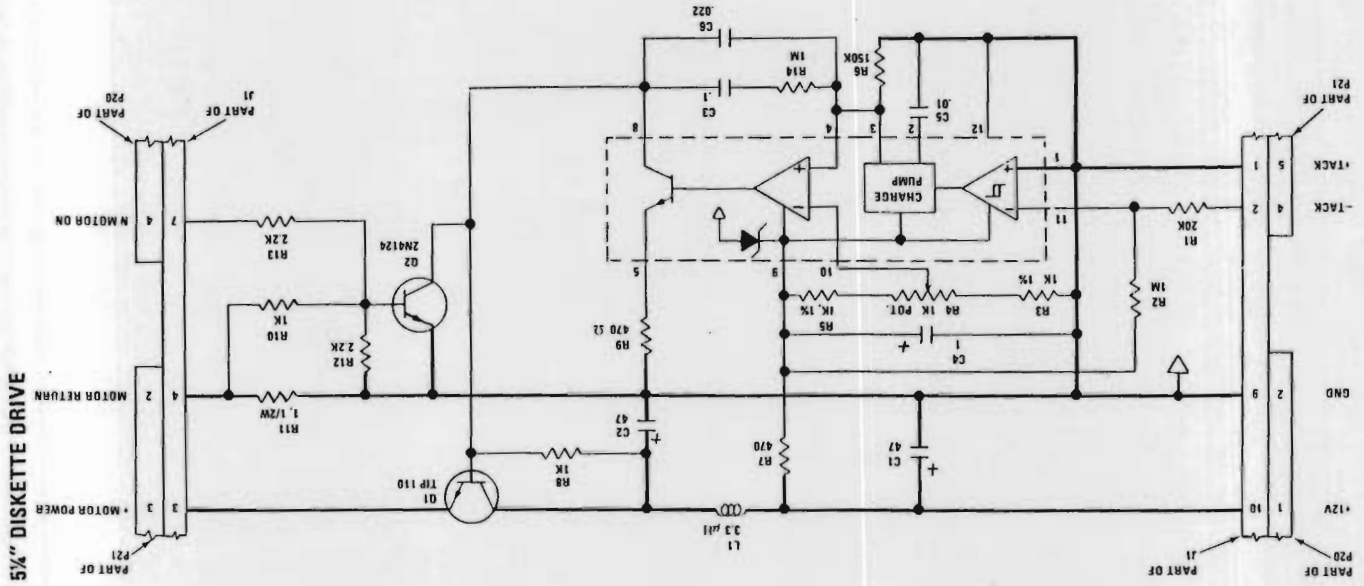 5¼″ DISKETTE DRIVE
PART OF
P20
PART OF
J1
PART OF
P21
+12V
1
10
L1
3.3 μH
Q1
TIP 110
3
3
+ MOTOR POWER
C1
47
+
R7
470
R8
1K
C2
47
+
GND
2
9
R11
1, 1/2W
4
2
MOTOR RETURN
C4
1
+
R2
1M
R3
1K 1%
R4
1K
POT.
R5
1K, 1%
R9
470 Ω
R12
2.2K
R10
1K
Q2
2N4124
9
10
5
-TACK
4
2
R1
20K
11
-
CHARGE
PUMP
-
+
R13
2.2K
7
4
N MOTOR ON
+TACK
5
1
1
+
12
2
3
4
8
PART OF
P21
C5
.01
R6
150K
R14
1M
C3
.1
C6
.022
PART OF
J1
PART OF
P20